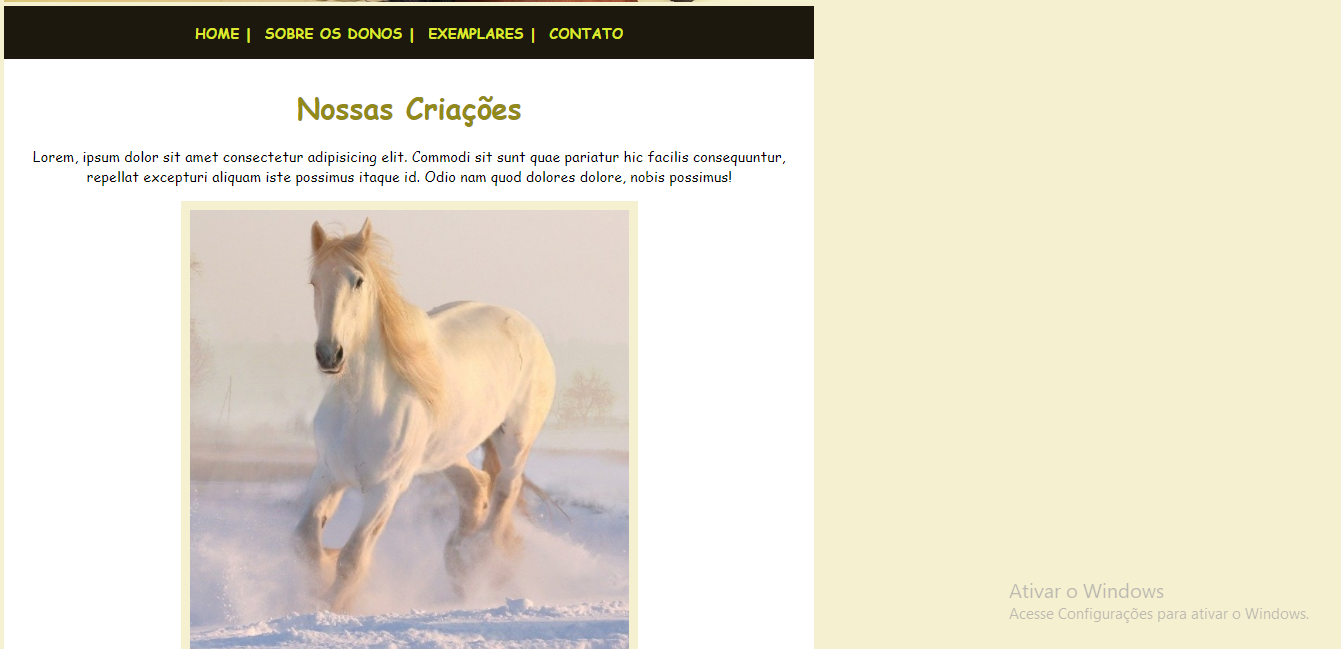 HOME | SOBRE OS DONOS | EXEMPLARES | CONTATO
Nossas Criações
Lorem, ipsum dolor sit amet consectetur adipisicing elit. Commodi sit sunt quae pariatur hic facilis consequuntur,
repellat excepturi aliquam iste possimus itaque id. Odio nam quod dolores dolore, nobis possimus!
Ativar o Windows
Acesse Configurações para ativar o Windows.